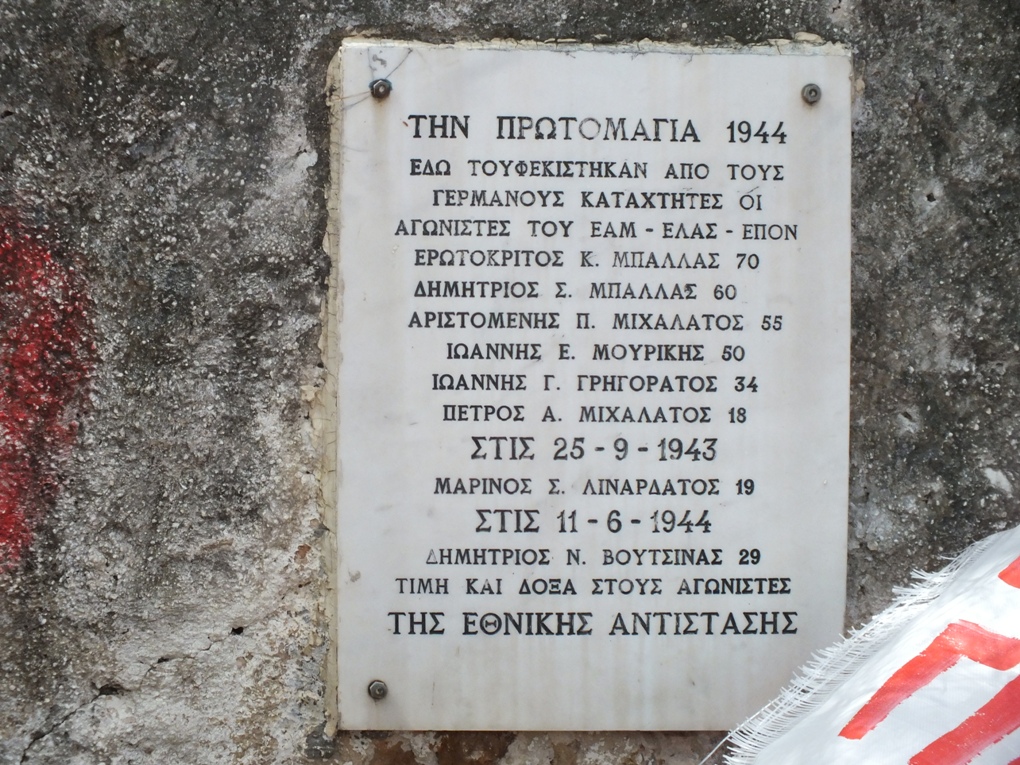 ΤΗΝ ΠΡΩΤΟΜΑΓΙΑ 1944
ΕΔΩ ΤΟΥΦΕΚΙΣΤΗΚΑΝ ΑΠΟ ΤΟΥΣ
ΓΕΡΜΑΝΟΥΣ ΚΑΤΑΧΤΗΤΕΣ ΟΙ
ΑΓΩΝΙΣΤΕΣ ΤΟΥ ΕΑΜ - ΕΛΑΣ - ΕΠΟΝ
ΕΡΩΤΟΚΡΙΤΟΣ Κ. ΜΠΑΛΛΑΣ 70
ΔΗΜΗΤΡΙΟΣ Σ. ΜΠΑΛΛΑΣ 60
ΑΡΙΣΤΟΜΕΝΗΣ Π. ΜΙΧΑΛΑΤΟΣ 55
ΙΩΑΝΝΗΣ Ε. ΜΟΥΡΙΚΗΣ 50
ΙΩΑΝΝΗΣ Γ. ΓΡΗΓΟΡΑΤΟΣ 34
ΠΕΤΡΟΣ Α. ΜΙΧΑΛΑΤΟΣ 18
ΣΤΙΣ 25 - 9 - 1943
ΜΑΡΙΝΟΣ Σ. ΛΙΝΑΡΔΑΤΟΣ 19
ΣΤΙΣ 11 - 6 - 1944
ΔΗΜΗΤΡΙΟΣ Ν. ΒΟΥΤΣΙΝΑΣ 29
ΤΙΜΗ ΚΑΙ ΔΟΞΑ ΣΤΟΥΣ ΑΓΩΝΙΣΤΕΣ
ΤΗΣ ΕΘΝΙΚΗΣ ΑΝΤΙΣΤΑΣΗΣ